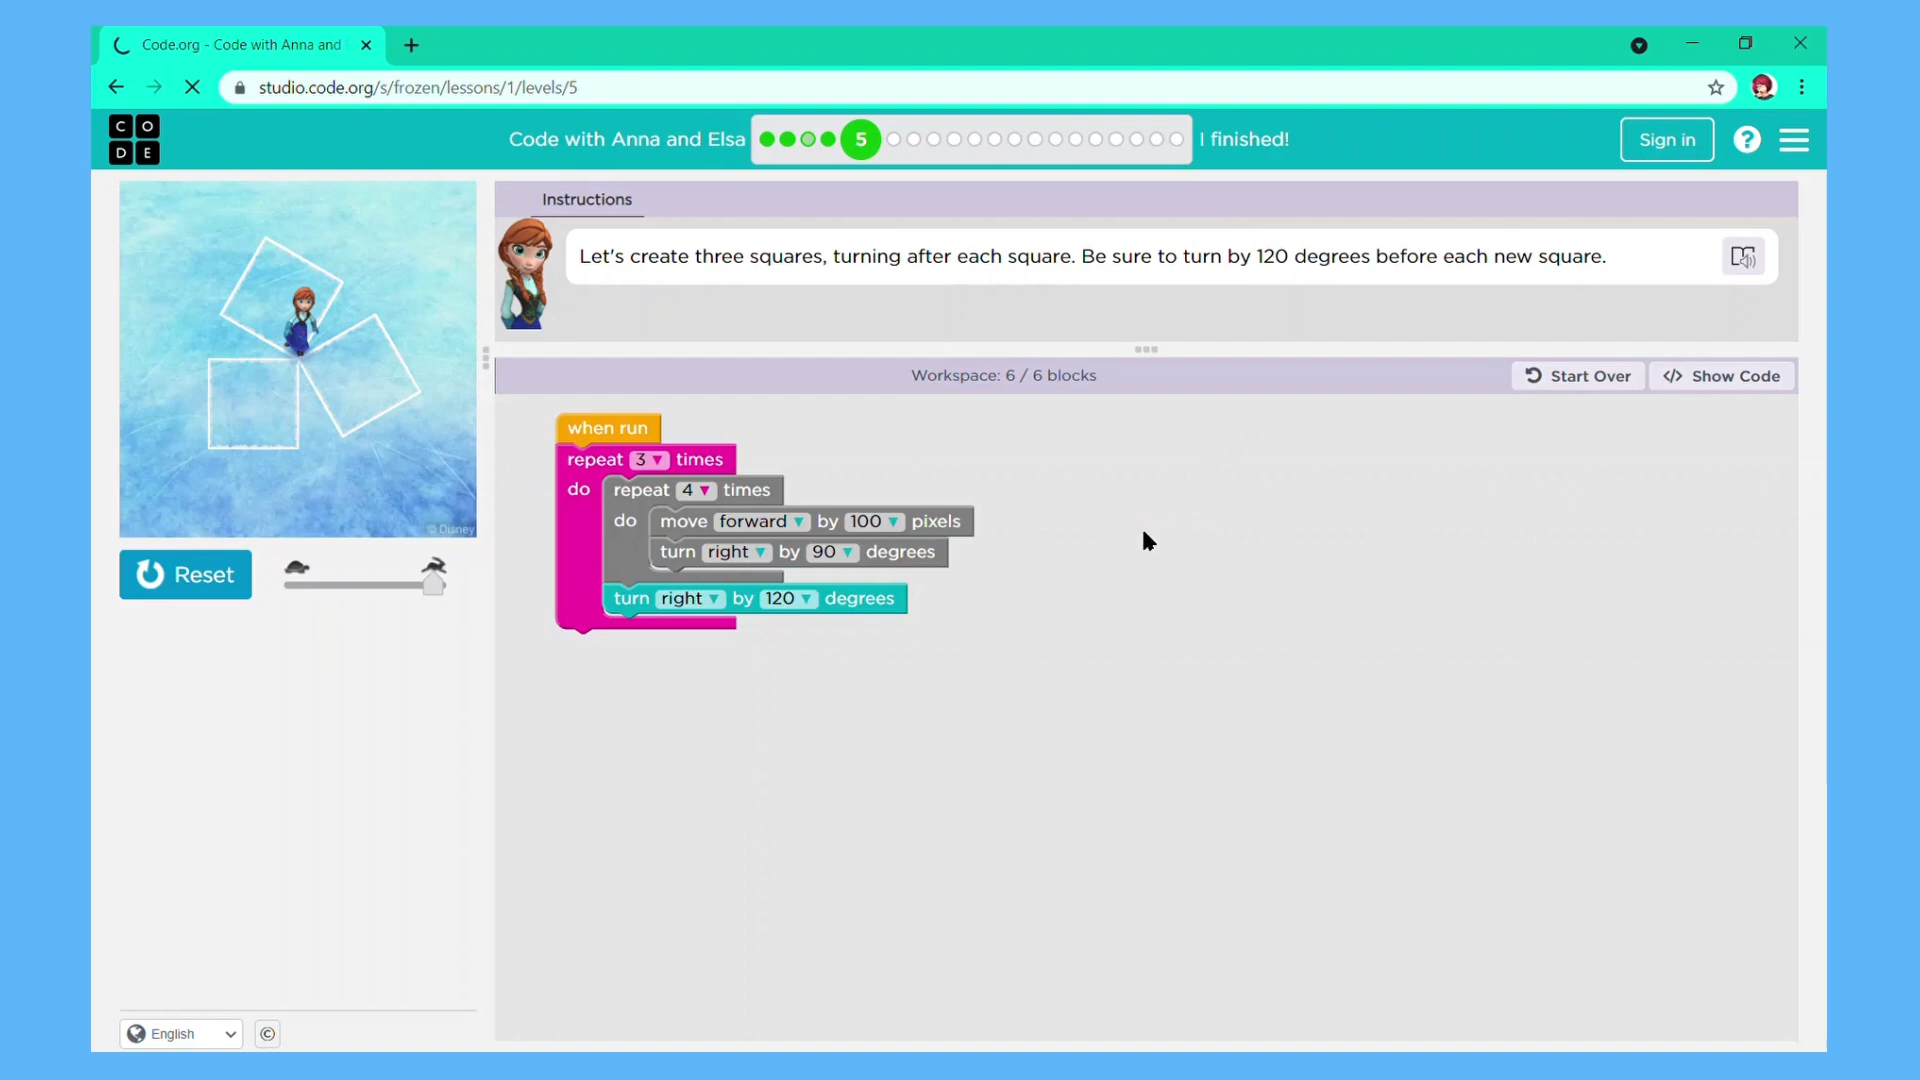 Code.org - Code with Anna and
studio.code.org/s/frozen/lessons/1/levels/5
C O
D E
Code with Anna and Elsa
5
I finished!
Sign in
?
Instructions
Let's create three squares, turning after each square. Be sure to turn by 120 degrees before each new square.
Workspace: 6 / 6 blocks
Start Over
</> Show Code
when run
repeat 3 times
do repeat 4 times
do move forward by 100 pixels
turn right by 90 degrees
turn right by 120 degrees
© Disney
Reset
English
©